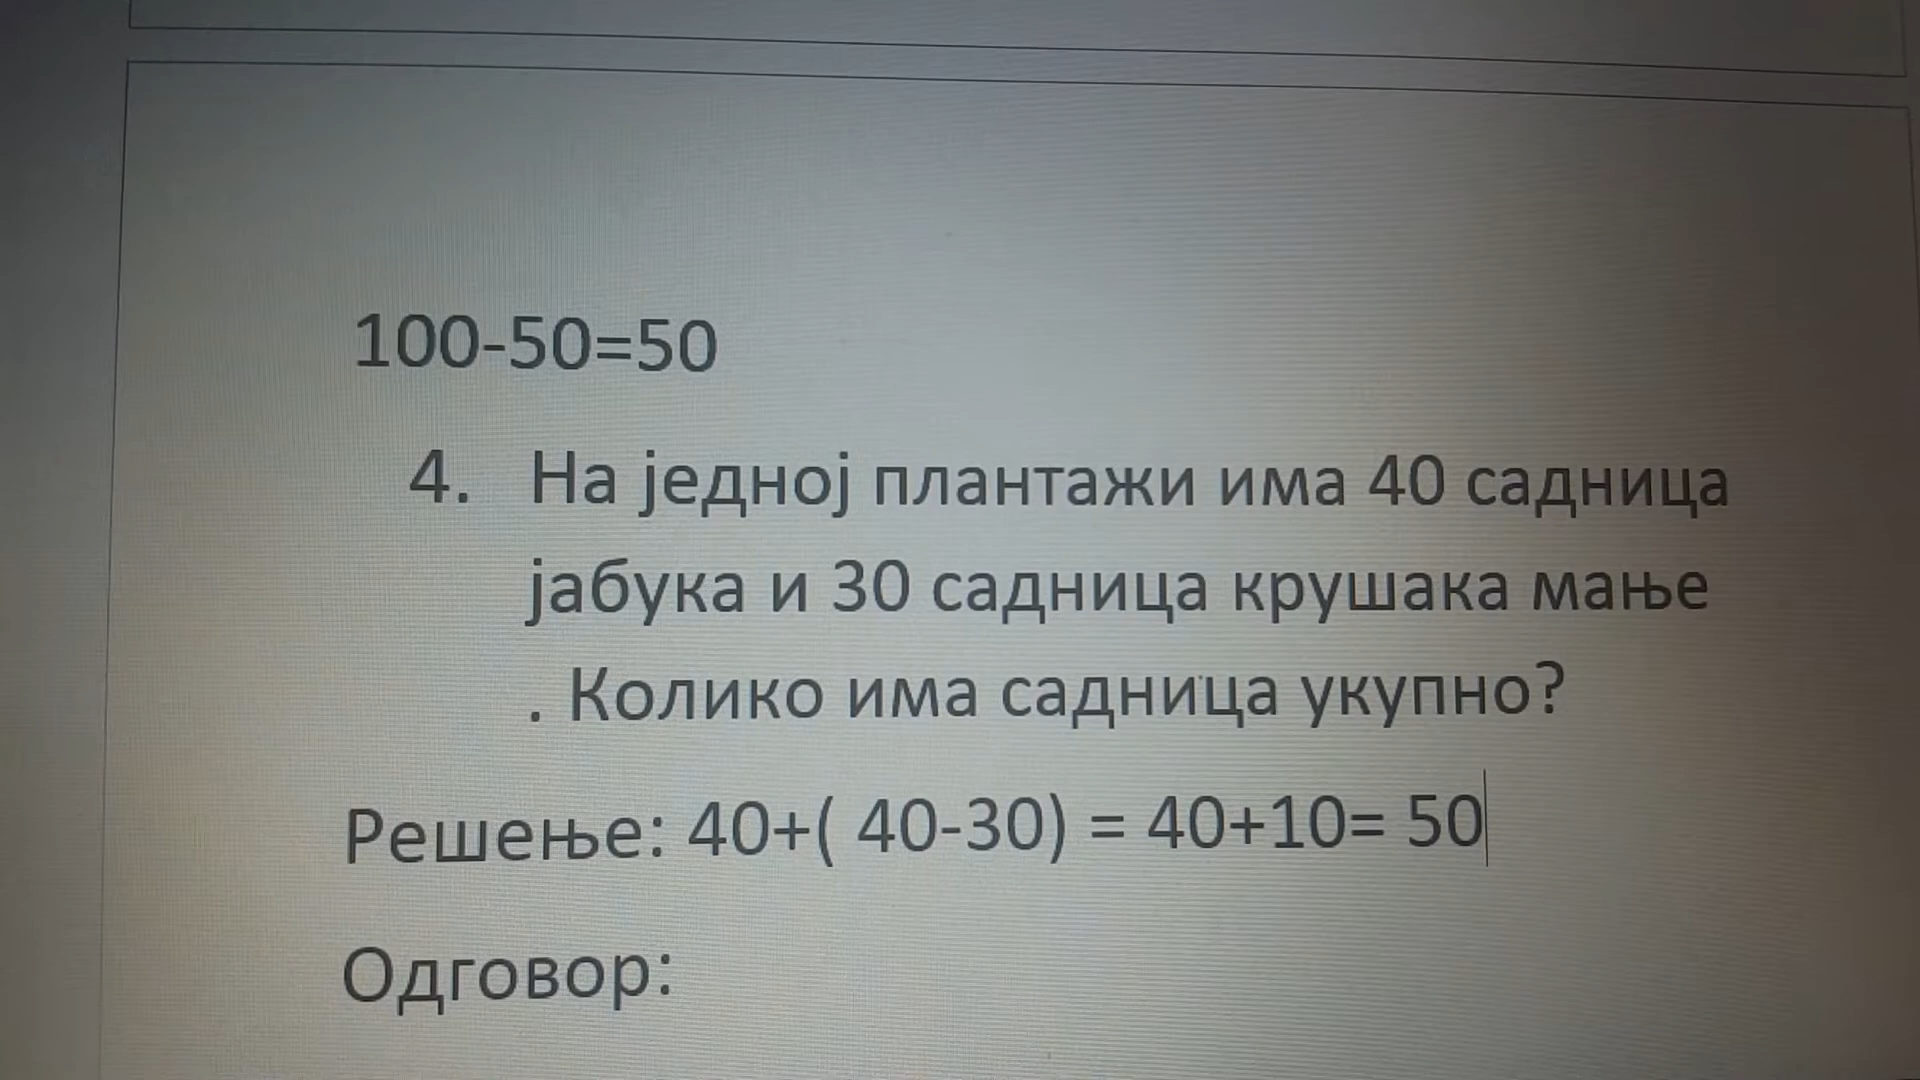 100-50=50
4. На једној плантажи има 40 садница
јабука и 30 садница крушака мање
. Колико има садница укупно?
Решење: 40+( 40-30) = 40+10= 50
Одговор: